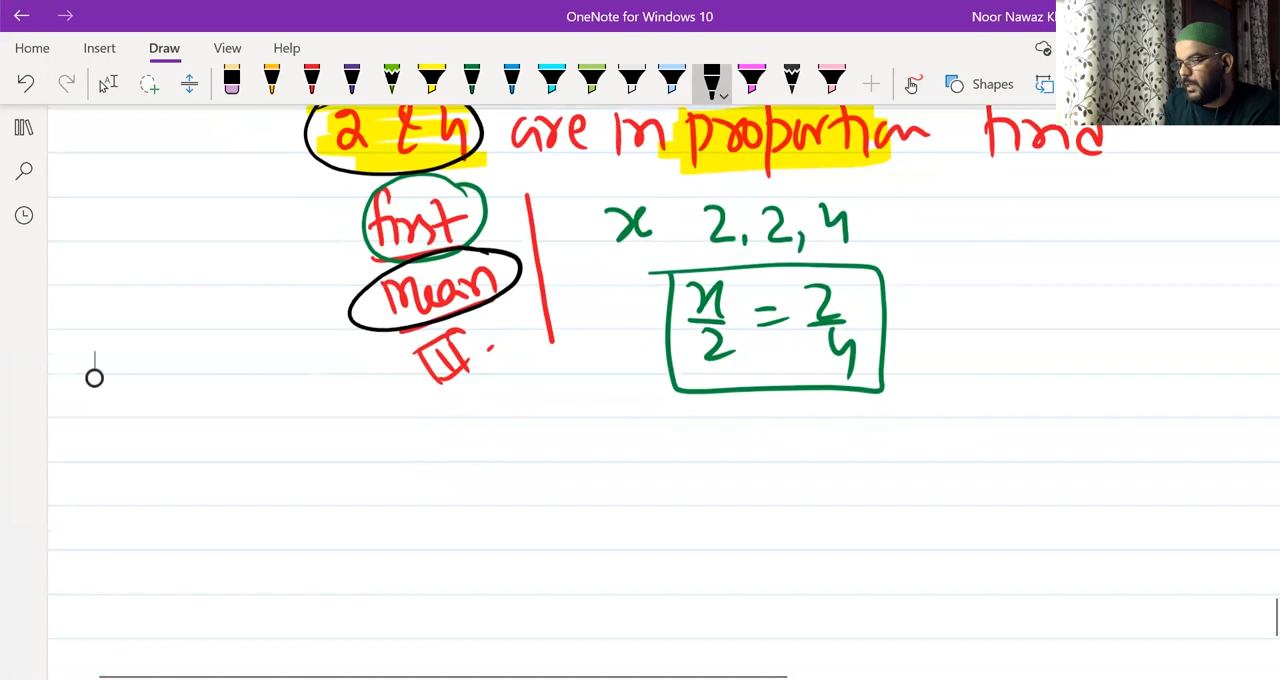 OneNote for Windows 10
Noor Nawaz K
Home Insert Draw View Help
Shapes
2 & 4 are in proportion find
first
x 2, 2, 4
Mean
x/2 = 2/4
III